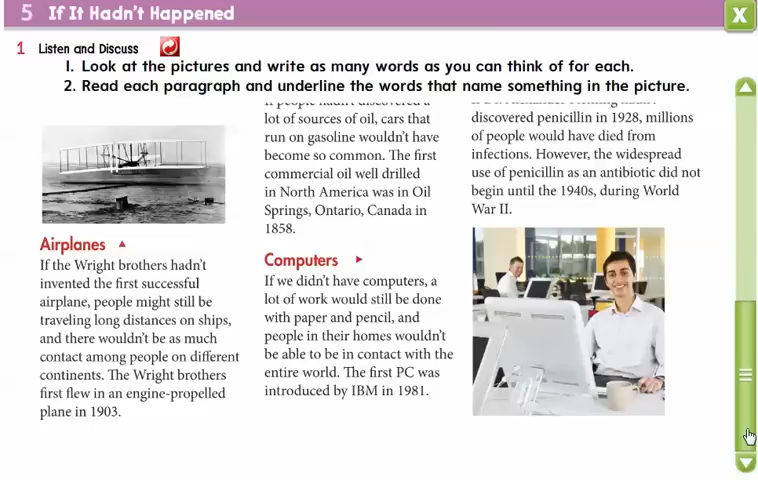 5 If It Hadn't Happened
X
1 Listen and Discuss
1. Look at the pictures and write as many words as you can think of for each.
2. Read each paragraph and underline the words that name something in the picture.
Airplanes
If the Wright brothers hadn't
invented the first successful
airplane, people might still be
traveling long distances on ships,
and there wouldn't be as much
contact among people on different
continents. The Wright brothers
first flew in an engine-propelled
plane in 1903.
If people hadn't discovered a
lot of sources of oil, cars that
run on gasoline wouldn't have
become so common. The first
commercial oil well drilled
in North America was in Oil
Springs, Ontario, Canada in
1858.
Computers
If we didn't have computers, a
lot of work would still be done
with paper and pencil, and
people in their homes wouldn't
be able to be in contact with the
entire world. The first PC was
introduced by IBM in 1981.
discovered penicillin in 1928, millions
of people would have died from
infections. However, the widespread
use of penicillin as an antibiotic did not
begin until the 1940s, during World
War II.